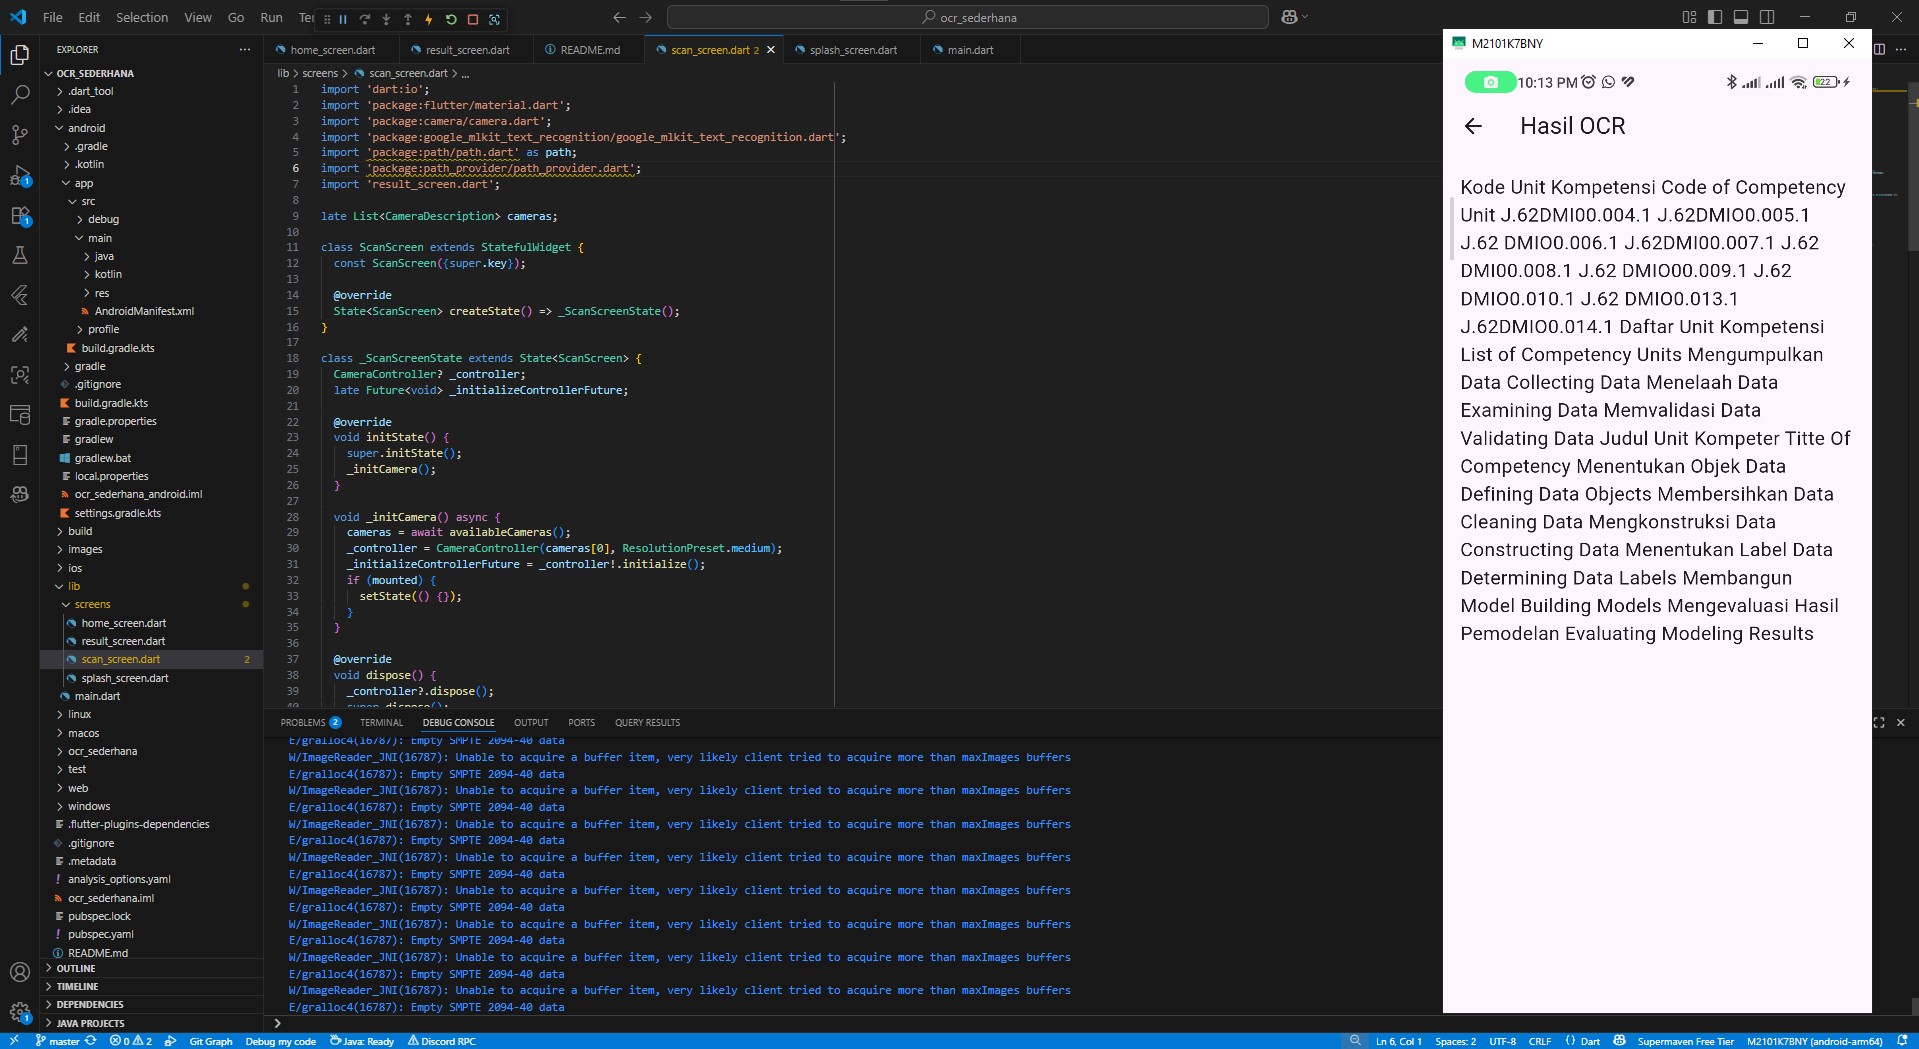 File Edit Selection View Go Run Ter
ocr_sederhana
EXPLORER
OCR_SEDERHANA
.dart_tool
.idea
android
.gradle
.kotlin
app
src
debug
main
java
kotlin
res
AndroidManifest.xml
profile
build.gradle.kts
gradle
.gitignore
build.gradle.kts
gradle.properties
gradlew
gradlew.bat
local.properties
ocr_sederhana_android.iml
settings.gradle.kts
build
images
ios
lib
screens
home_screen.dart
result_screen.dart
scan_screen.dart 2
splash_screen.dart
main.dart
linux
macos
ocr_sederhana
test
web
windows
.flutter-plugins-dependencies
.gitignore
.metadata
analysis_options.yaml
ocr_sederhana.iml
pubspec.lock
pubspec.yaml
README.md
OUTLINE
TIMELINE
DEPENDENCIES
JAVA PROJECTS
home_screen.dart result_screen.dart README.md scan_screen.dart 2 splash_screen.dart main.dart
lib > screens > scan_screen.dart > ...
1 import 'dart:io';
2 import 'package:flutter/material.dart';
3 import 'package:camera/camera.dart';
4 import 'package:google_mlkit_text_recognition/google_mlkit_text_recognition.dart';
5 import 'package:path/path.dart' as path;
6 import 'package:path_provider/path_provider.dart';
7 import 'result_screen.dart';
8
9 late List<CameraDescription> cameras;
10
11 class ScanScreen extends StatefulWidget {
12 const ScanScreen({super.key});
13
14 @override
15 State<ScanScreen> createState() => _ScanScreenState();
16 }
17
18 class _ScanScreenState extends State<ScanScreen> {
19 CameraController? _controller;
20 late Future<void> _initializeControllerFuture;
21
22 @override
23 void initState() {
24 super.initState();
25 _initCamera();
26 }
27
28 void _initCamera() async {
29 cameras = await availableCameras();
30 _controller = CameraController(cameras[0], ResolutionPreset.medium);
31 _initializeControllerFuture = _controller!.initialize();
32 if (mounted) {
33 setState(() {});
34 }
35 }
36
37 @override
38 void dispose() {
39 _controller?.dispose();
40 super.dispose();
PROBLEMS 2 TERMINAL DEBUG CONSOLE OUTPUT PORTS QUERY RESULTS
E/gralloc4(16787): Empty SMPTE 2094-40 data
W/ImageReader_JNI(16787): Unable to acquire a buffer item, very likely client tried to acquire more than maxImages buffers
E/gralloc4(16787): Empty SMPTE 2094-40 data
W/ImageReader_JNI(16787): Unable to acquire a buffer item, very likely client tried to acquire more than maxImages buffers
E/gralloc4(16787): Empty SMPTE 2094-40 data
W/ImageReader_JNI(16787): Unable to acquire a buffer item, very likely client tried to acquire more than maxImages buffers
E/gralloc4(16787): Empty SMPTE 2094-40 data
W/ImageReader_JNI(16787): Unable to acquire a buffer item, very likely client tried to acquire more than maxImages buffers
E/gralloc4(16787): Empty SMPTE 2094-40 data
W/ImageReader_JNI(16787): Unable to acquire a buffer item, very likely client tried to acquire more than maxImages buffers
E/gralloc4(16787): Empty SMPTE 2094-40 data
W/ImageReader_JNI(16787): Unable to acquire a buffer item, very likely client tried to acquire more than maxImages buffers
E/gralloc4(16787): Empty SMPTE 2094-40 data
W/ImageReader_JNI(16787): Unable to acquire a buffer item, very likely client tried to acquire more than maxImages buffers
E/gralloc4(16787): Empty SMPTE 2094-40 data
W/ImageReader_JNI(16787): Unable to acquire a buffer item, very likely client tried to acquire more than maxImages buffers
E/gralloc4(16787): Empty SMPTE 2094-40 data
M2101K7BNY
10:13 PM 22
Hasil OCR
Kode Unit Kompetensi Code of Competency
Unit J.62DMI00.004.1 J.62DMIO0.005.1
J.62 DMIO0.006.1 J.62DMI00.007.1 J.62
DMI00.008.1 J.62 DMIO00.009.1 J.62
DMIO0.010.1 J.62 DMIO0.013.1
J.62DMIO0.014.1 Daftar Unit Kompetensi
List of Competency Units Mengumpulkan
Data Collecting Data Menelaah Data
Examining Data Memvalidasi Data
Validating Data Judul Unit Kompeter Titte Of
Competency Menentukan Objek Data
Defining Data Objects Membersihkan Data
Cleaning Data Mengkonstruksi Data
Constructing Data Menentukan Label Data
Determining Data Labels Membangun
Model Building Models Mengevaluasi Hasil
Pemodelan Evaluating Modeling Results
master 0 2 Git Graph Debug my code Java: Ready Discord RPC Ln 6, Col 1 Spaces: 2 UTF-8 CRLF {} Dart Supermaven Free Tier M2101K7BNY (android-arm64)